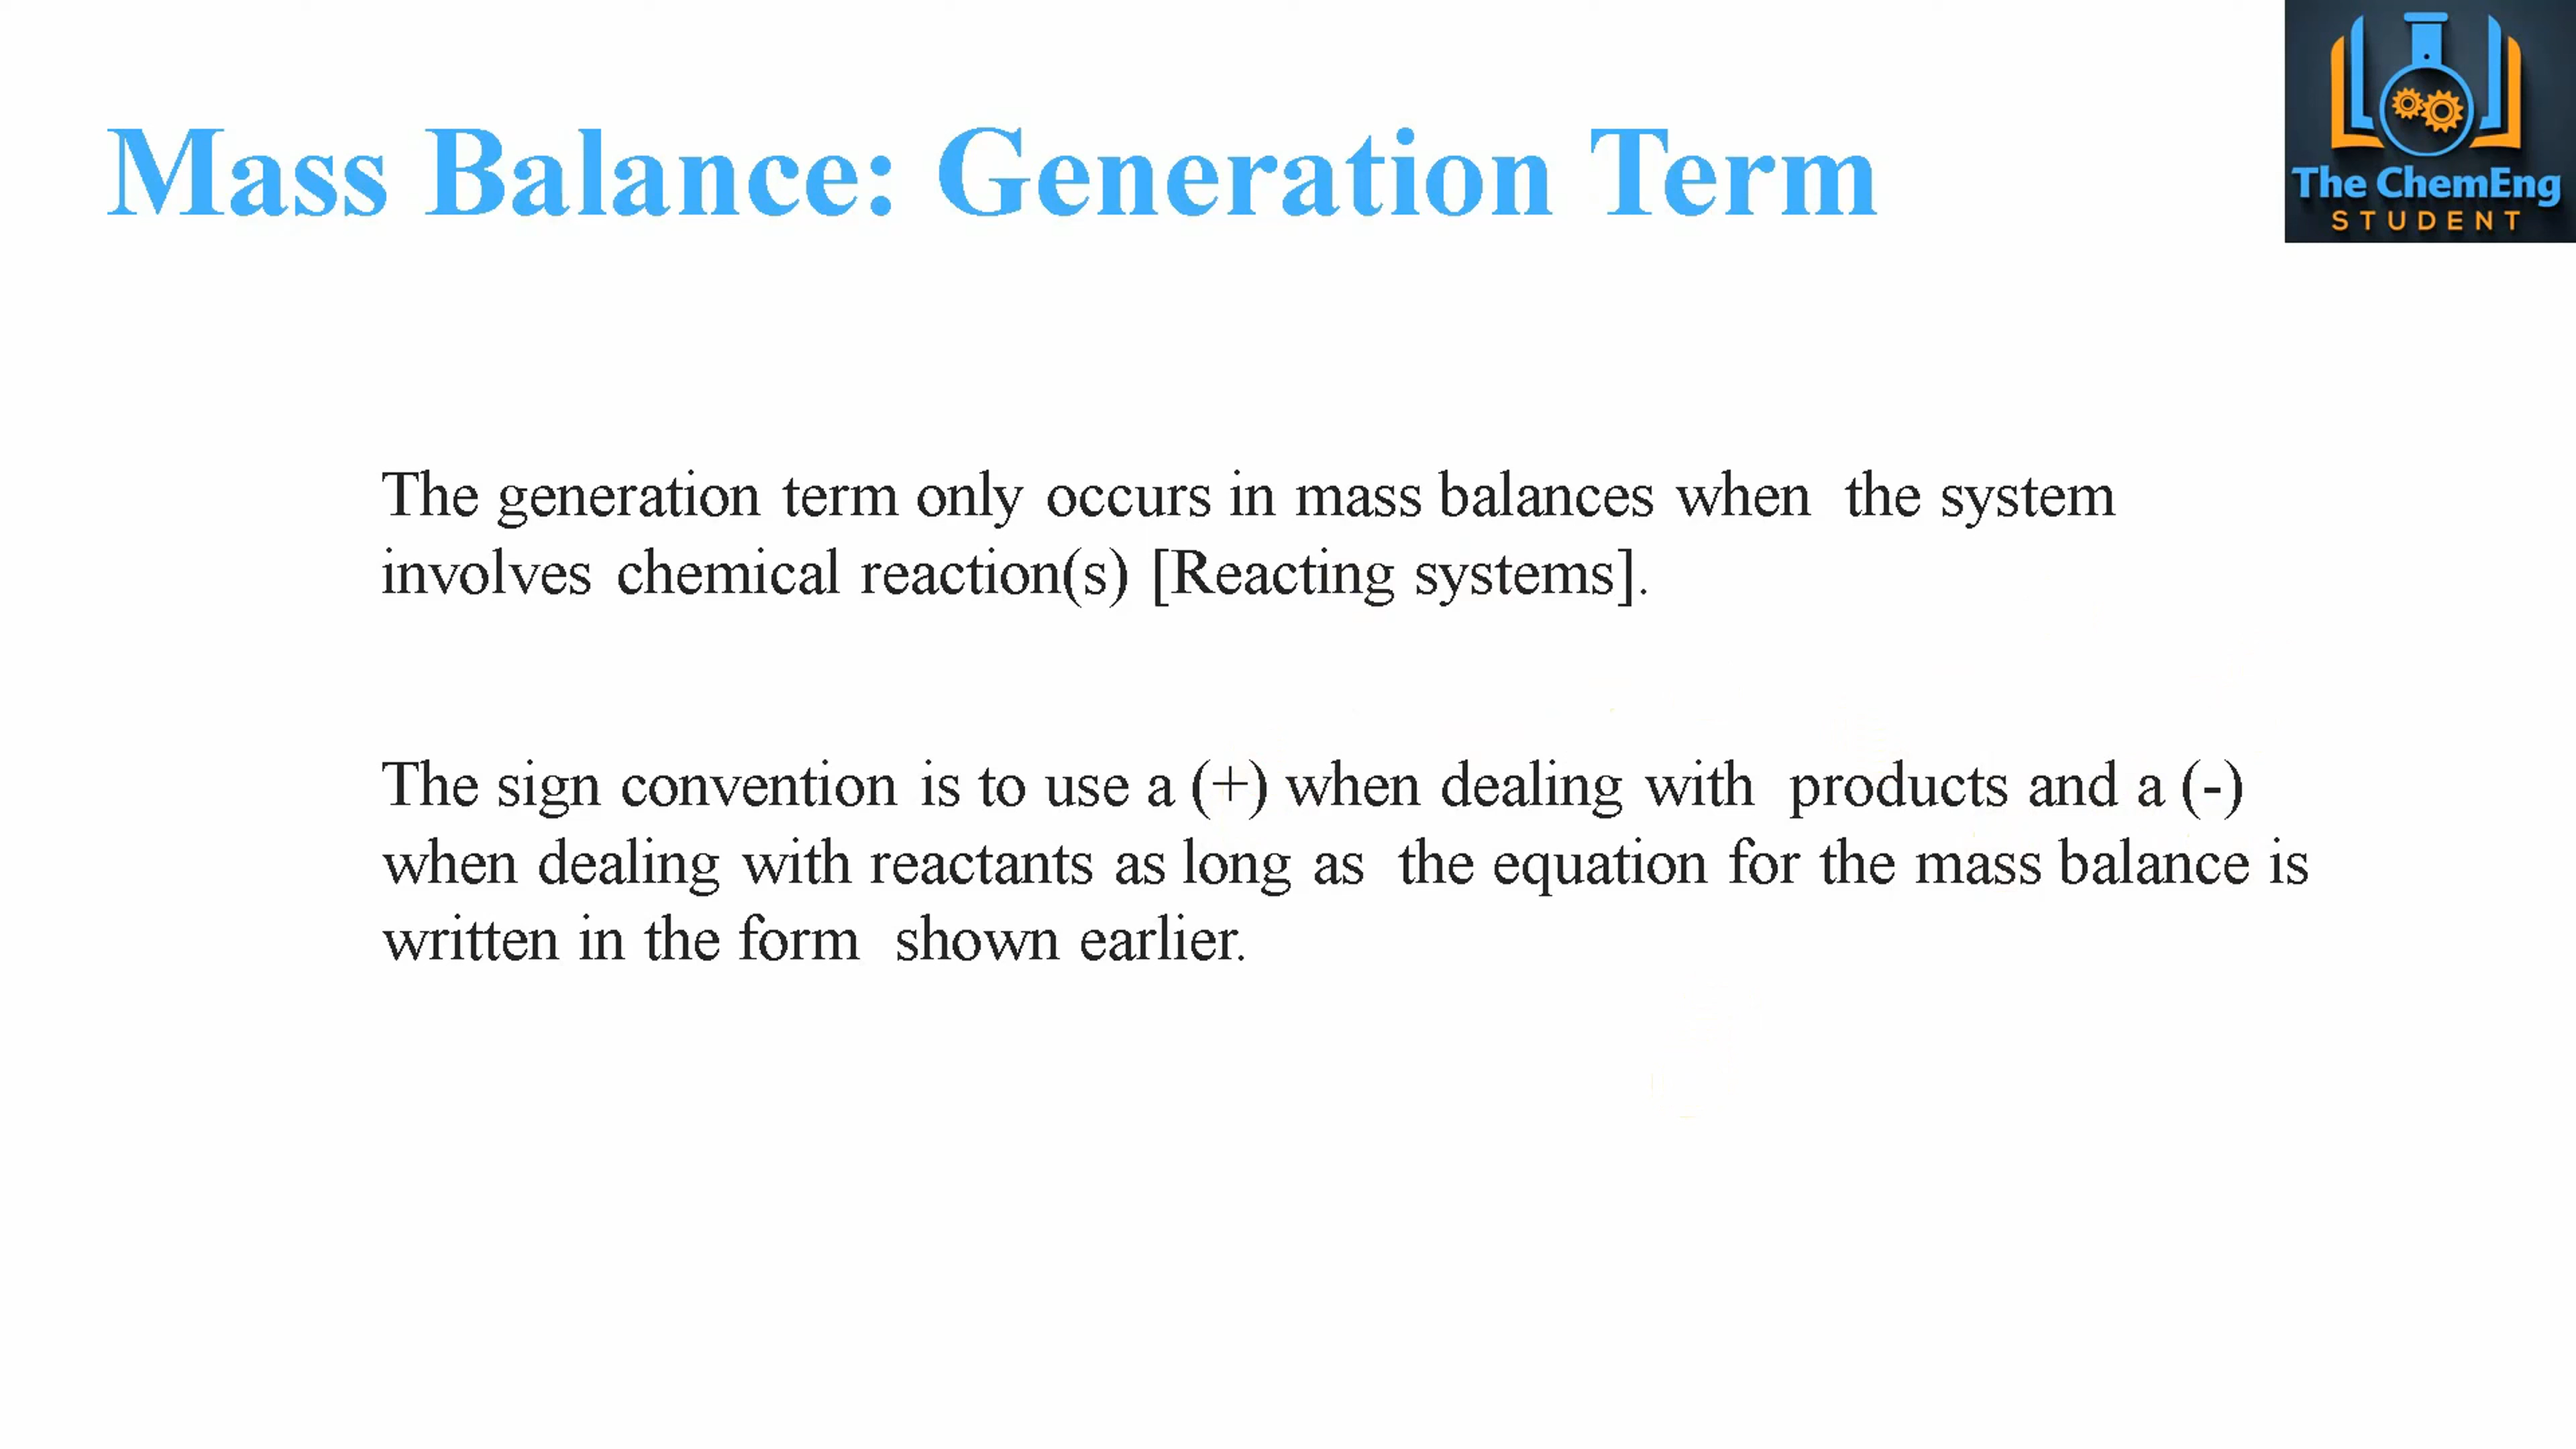 The ChemEng
STUDENT
Mass Balance: Generation Term
The generation term only occurs in mass balances when the system
involves chemical reaction(s) [Reacting systems].
The sign convention is to use a (+) when dealing with products and a (-)
when dealing with reactants as long as the equation for the mass balance is
written in the form shown earlier.